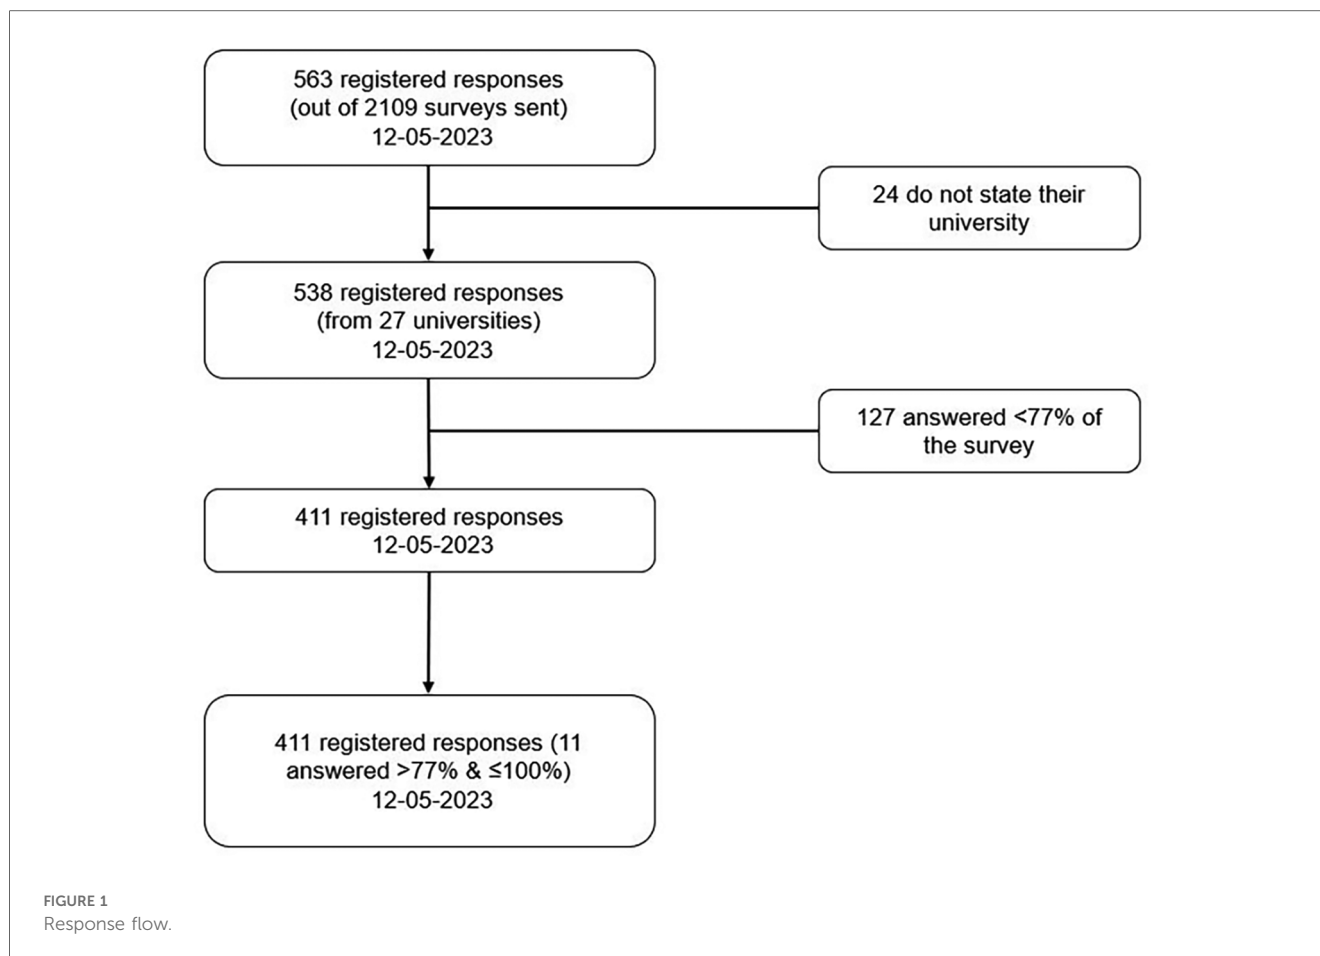 563 registered responses
(out of 2109 surveys sent)
12-05-2023
24 do not state their
university
538 registered responses
(from 27 universities)
12-05-2023
127 answered <77% of
the survey
411 registered responses
12-05-2023
411 registered responses (11
answered >77% & ≤100%)
12-05-2023
FIGURE 1
Response flow.